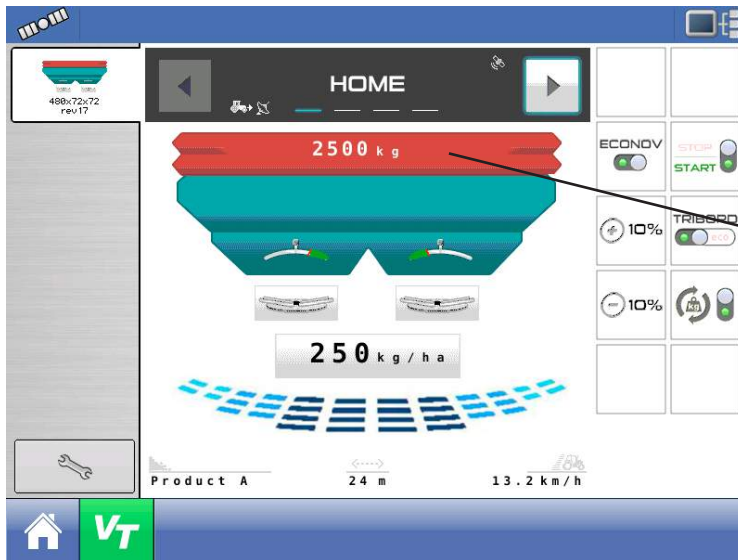 480x72x72
rev17
HOME
2500 kg
ECONOV
STOP
START
10%
TRIBORD
eco
10%
kg
250 kg/ha
Product A
24 m
13.2 km/h
VT